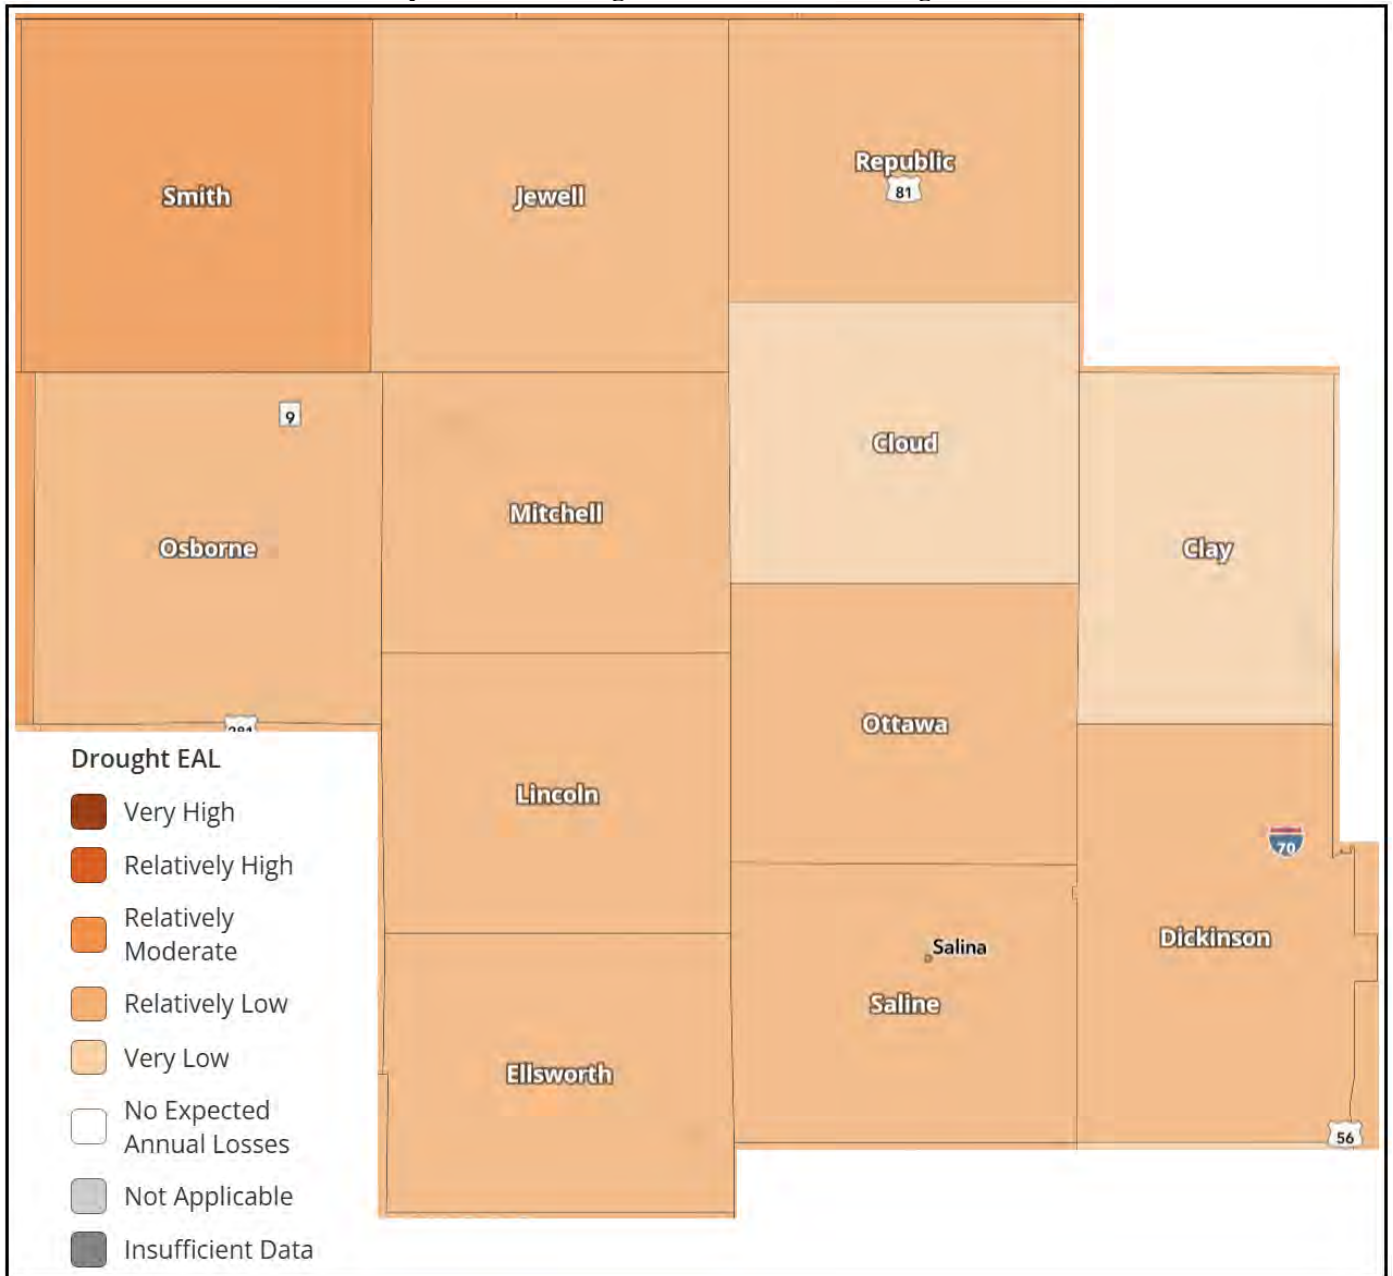 Smith
Jewell
Republic
81
Cloud
9
Mitchell
Osborne
Clay
Ottawa
Lincoln
70
Dickinson
Salina
Saline
Ellsworth
56
Drought EAL
Very High
Relatively High
Relatively
Moderate
Relatively Low
Very Low
No Expected
Annual Losses
Not Applicable
Insufficient Data